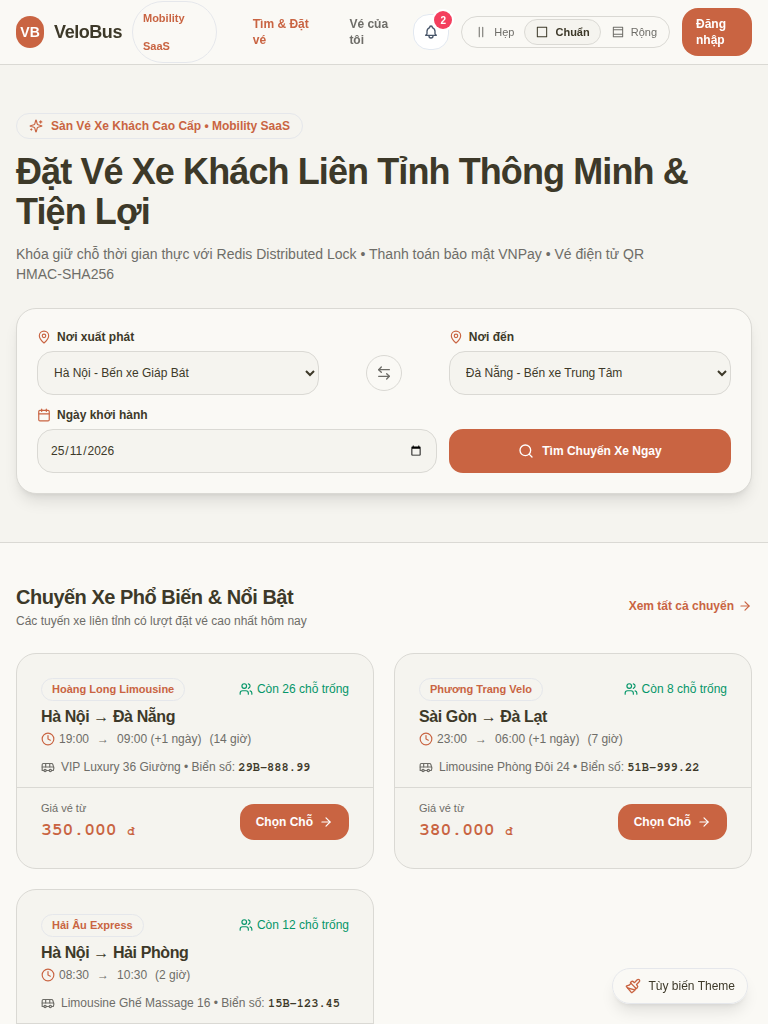 VB VeloBus Mobility SaaS Tìm & Đặt vé Vé của tôi 2 Hẹp Chuẩn Rộng Đăng nhập
Sàn Vé Xe Khách Cao Cấp • Mobility SaaS
Đặt Vé Xe Khách Liên Tỉnh Thông Minh &
Tiện Lợi
Khóa giữ chỗ thời gian thực với Redis Distributed Lock • Thanh toán bảo mật VNPay • Vé điện tử QR
HMAC-SHA256
Nơi xuất phát
Hà Nội - Bến xe Giáp Bát
Nơi đến
Đà Nẵng - Bến xe Trung Tâm
Ngày khởi hành
25/11/2026
Tìm Chuyến Xe Ngay
Chuyến Xe Phổ Biến & Nổi Bật
Các tuyến xe liên tỉnh có lượt đặt vé cao nhất hôm nay
Xem tất cả chuyến →
Hoàng Long Limousine Còn 26 chỗ trống
Hà Nội → Đà Nẵng
19:00 → 09:00 (+1 ngày) (14 giờ)
VIP Luxury 36 Giường • Biển số: 29B-888.99
Giá vé từ
350.000 đ
Chọn Chỗ →
Phương Trang Velo Còn 8 chỗ trống
Sài Gòn → Đà Lạt
23:00 → 06:00 (+1 ngày) (7 giờ)
Limousine Phòng Đôi 24 • Biển số: 51B-999.22
Giá vé từ
380.000 đ
Chọn Chỗ →
Hải Âu Express Còn 12 chỗ trống
Hà Nội → Hải Phòng
08:30 → 10:30 (2 giờ)
Limousine Ghế Massage 16 • Biển số: 15B-123.45
Tùy biến Theme